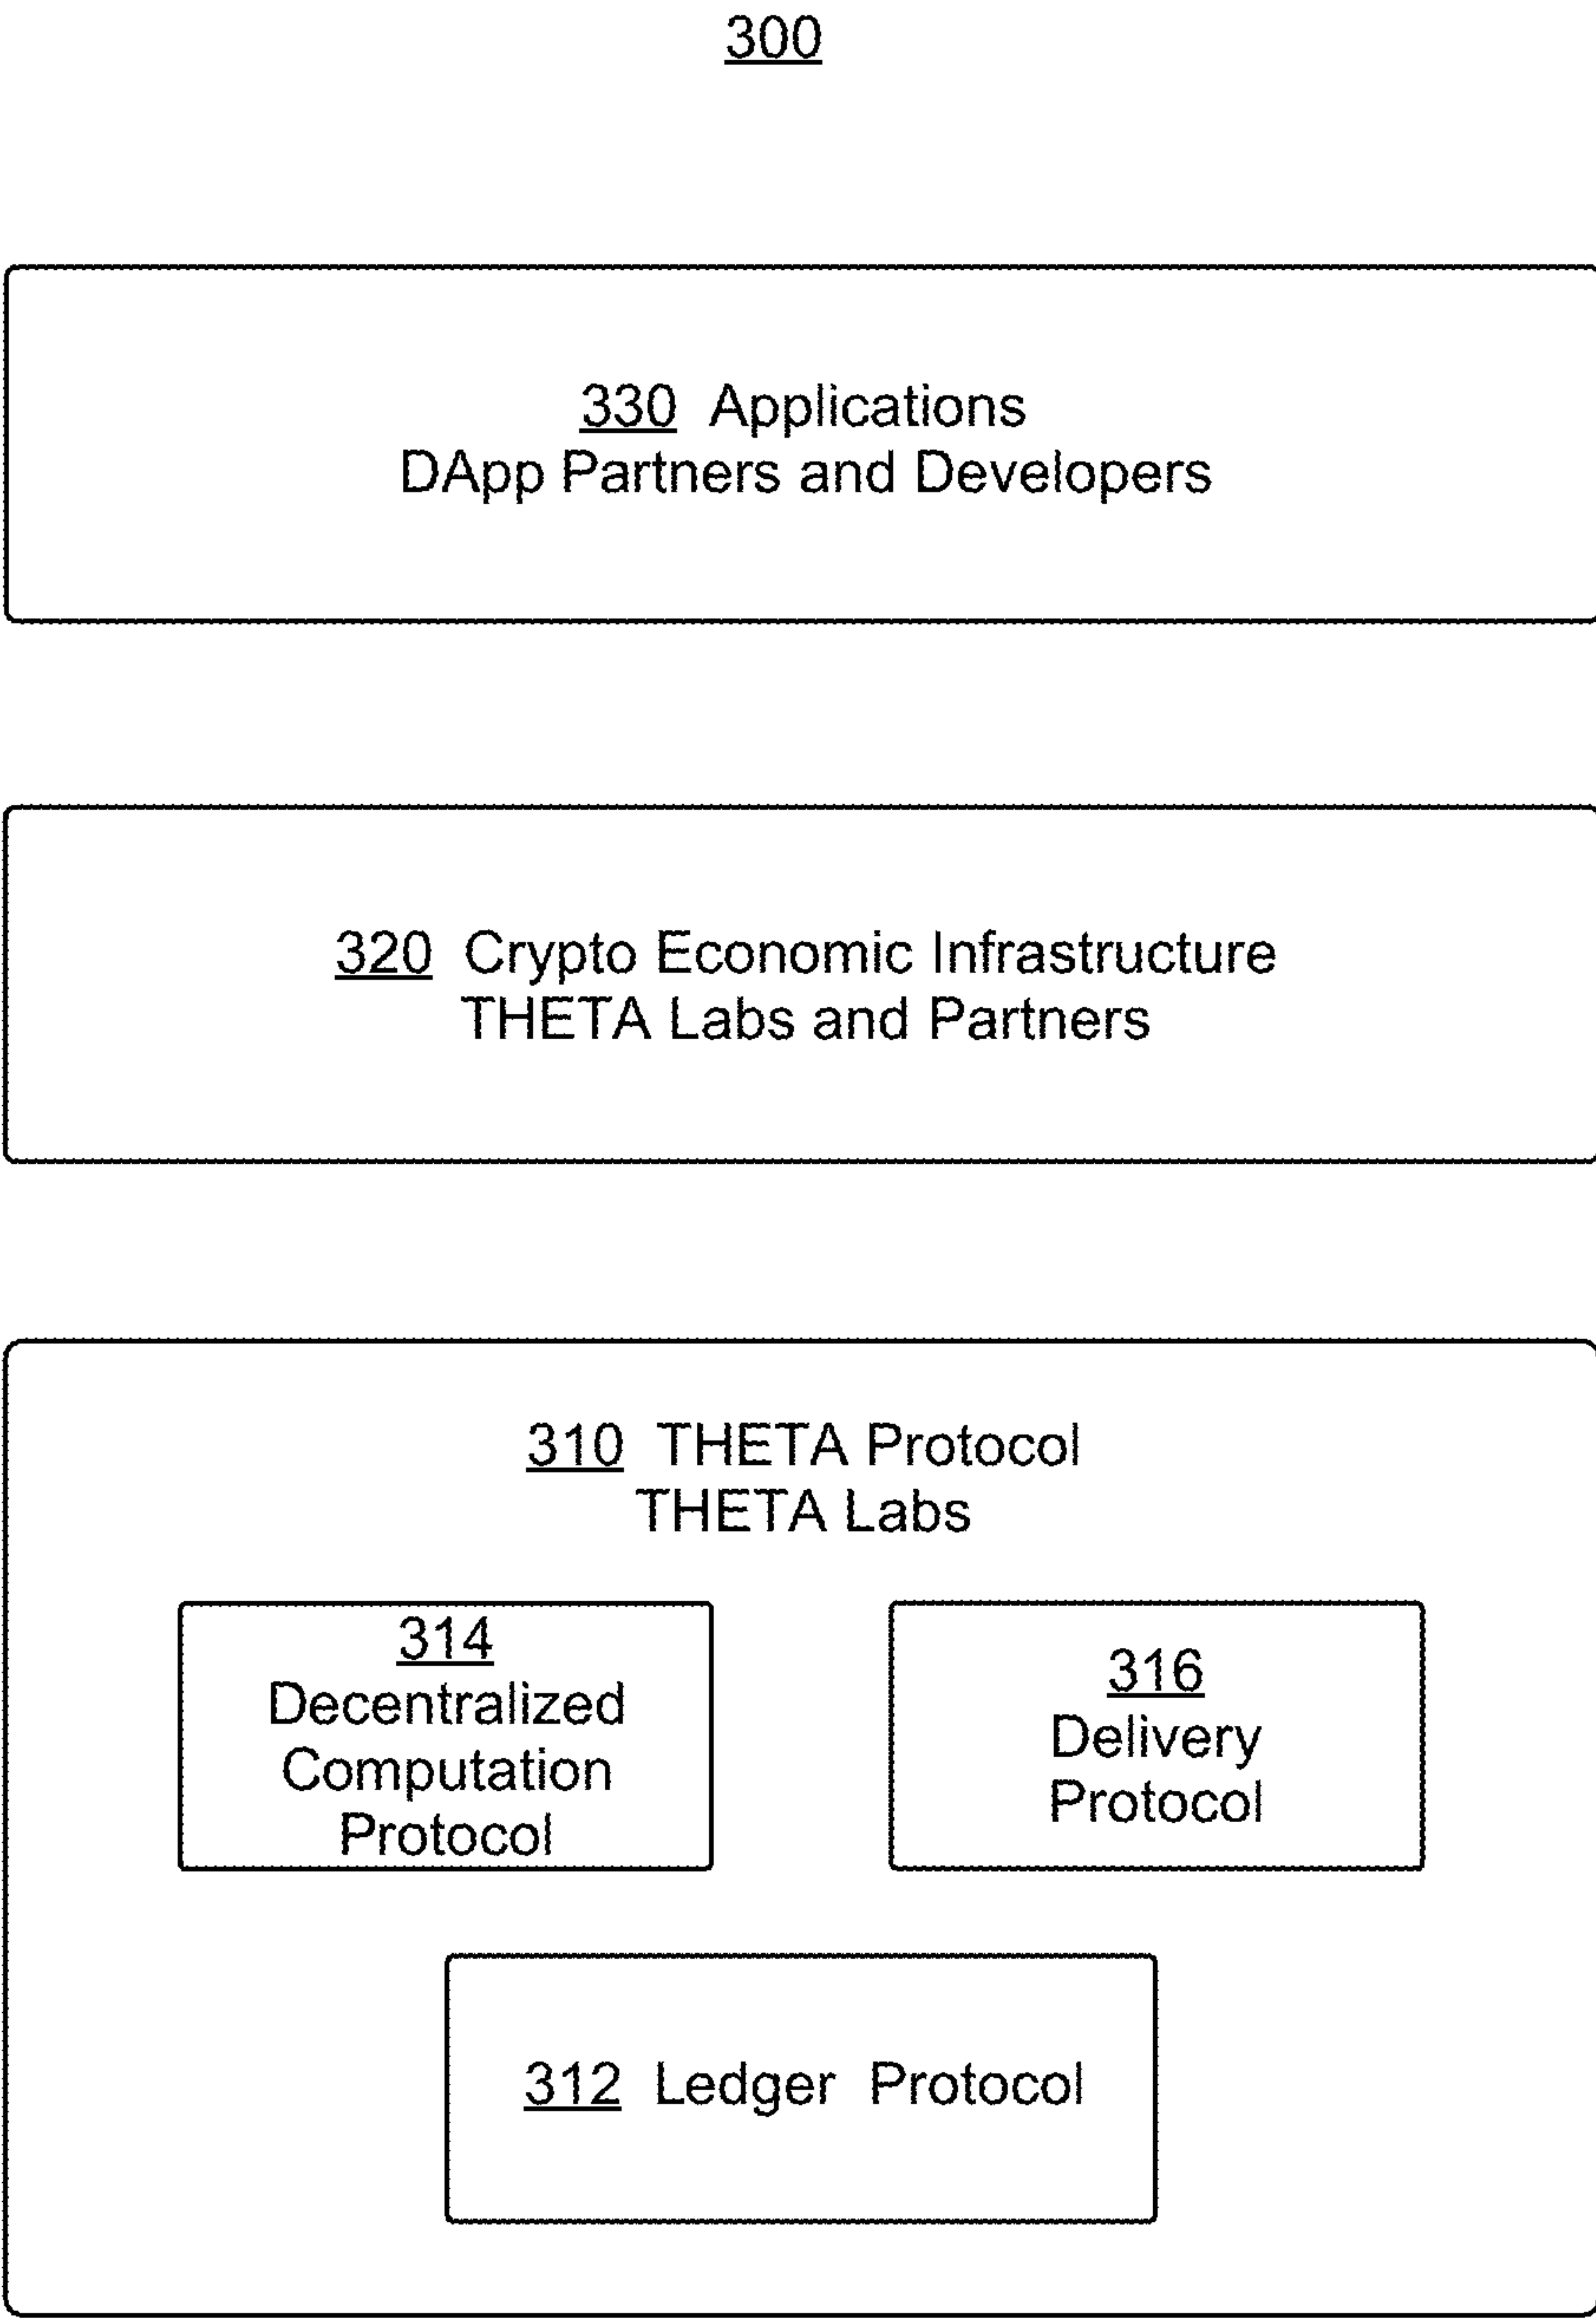 300
330 Applications
DApp Partners and Developers
320 Crypto Economic Infrastructure
THETA Labs and Partners
310 THETA Protocol
THETA Labs
314
Decentralized
Computation
Protocol
316
Delivery
Protocol
312 Ledger Protocol